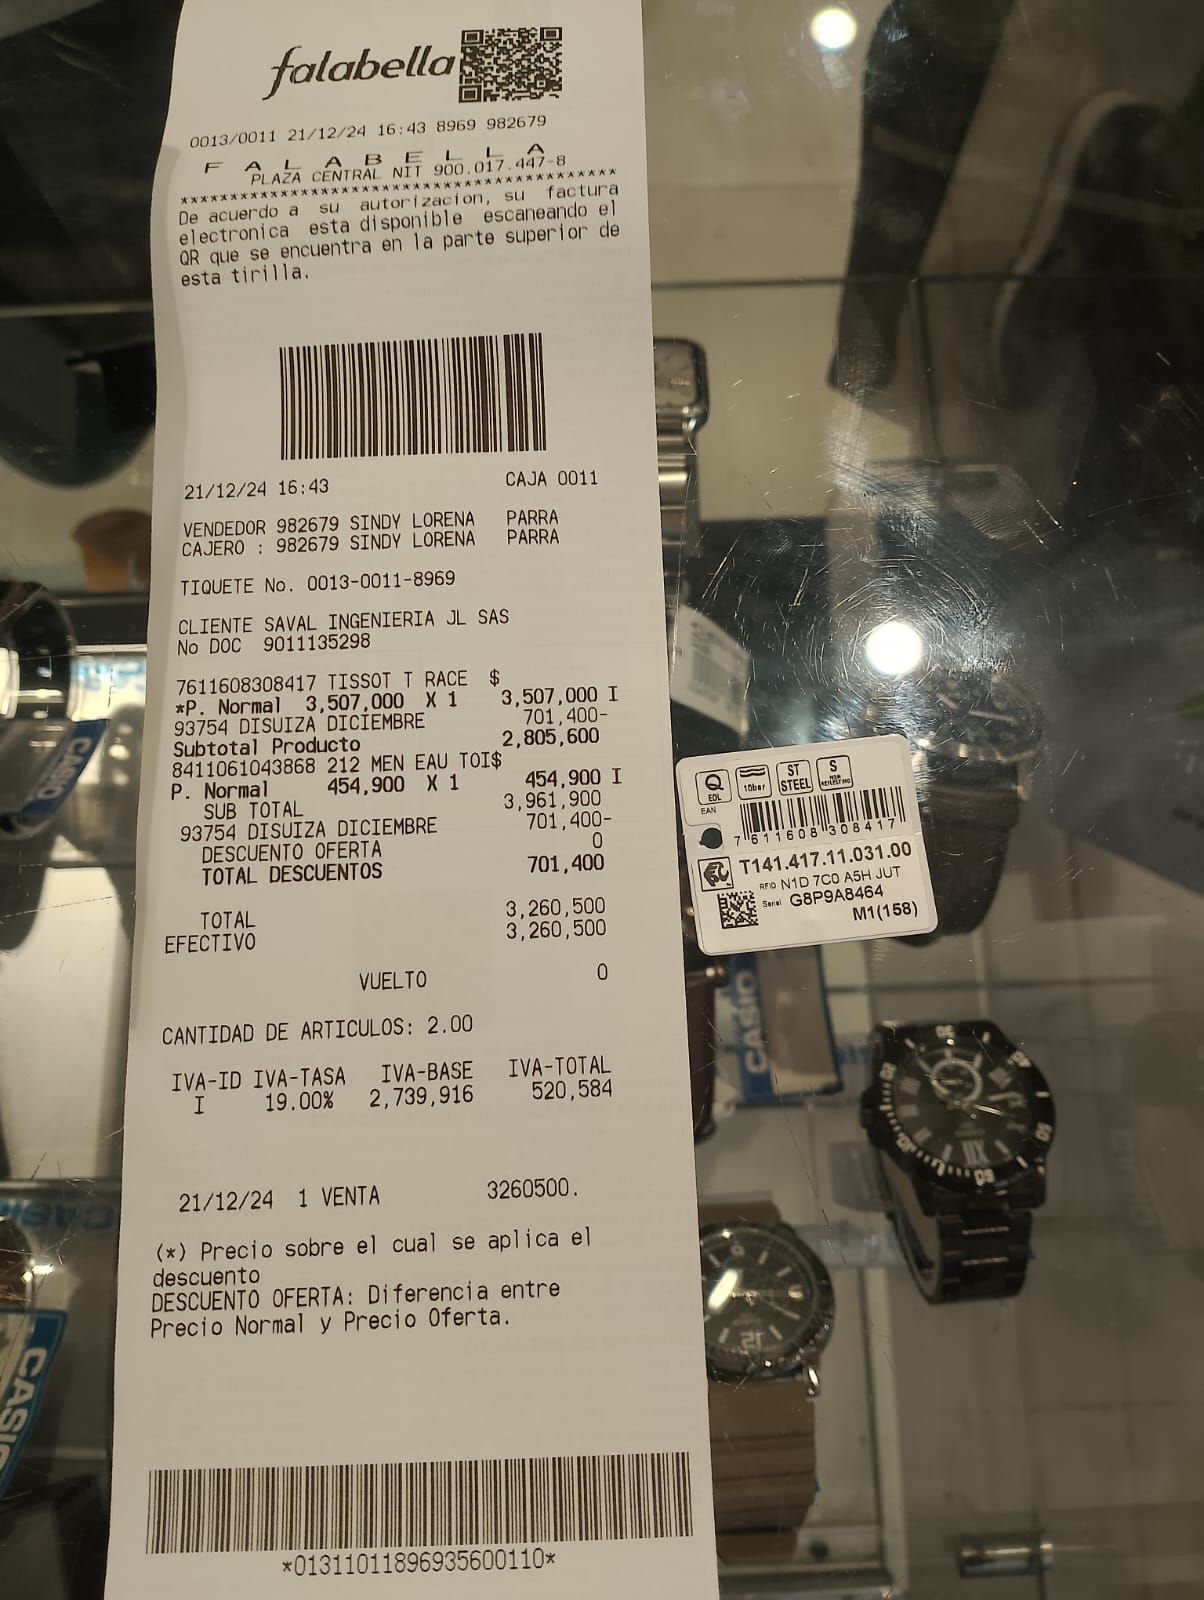 falabella
0013/0011 21/12/24 16:43 8969 982679
F A L A B E L L A
PLAZA CENTRAL NIT 900.017.447-8
******************************************
De acuerdo a su autorizacion, su factura
electronica esta disponible escaneando el
QR que se encuentra en la parte superior de
esta tirilla.
21/12/24 16:43 CAJA 0011
VENDEDOR 982679 SINDY LORENA PARRA
CAJERO : 982679 SINDY LORENA PARRA
TIQUETE No. 0013-0011-8969
CLIENTE SAVAL INGENIERIA JL SAS
No DOC 9011135298
7611608308417 TISSOT T RACE $
*P. Normal 3,507,000 X 1 3,507,000 I
93754 DISUIZA DICIEMBRE 701,400-
Subtotal Producto 2,805,600
8411061043868 212 MEN EAU TOI$
P. Normal 454,900 X 1 454,900 I
SUB TOTAL 3,961,900
93754 DISUIZA DICIEMBRE 701,400-
DESCUENTO OFERTA 0
TOTAL DESCUENTOS 701,400
TOTAL 3,260,500
EFECTIVO 3,260,500
VUELTO 0
CANTIDAD DE ARTICULOS: 2.00
IVA-ID IVA-TASA IVA-BASE IVA-TOTAL
I 19.00% 2,739,916 520,584
21/12/24 1 VENTA 3260500.
(*) Precio sobre el cual se aplica el
descuento
DESCUENTO OFERTA: Diferencia entre
Precio Normal y Precio Oferta.
*01311011896935600110*
Q
EOL
10bar
ST
STEEL
S
EAN
7 611608 308417
T141.417.11.031.00
RFID N1D 7C0 A5H JUT
Serial G8P9A8464
M1(158)
CASIO
CASIO
CASIO